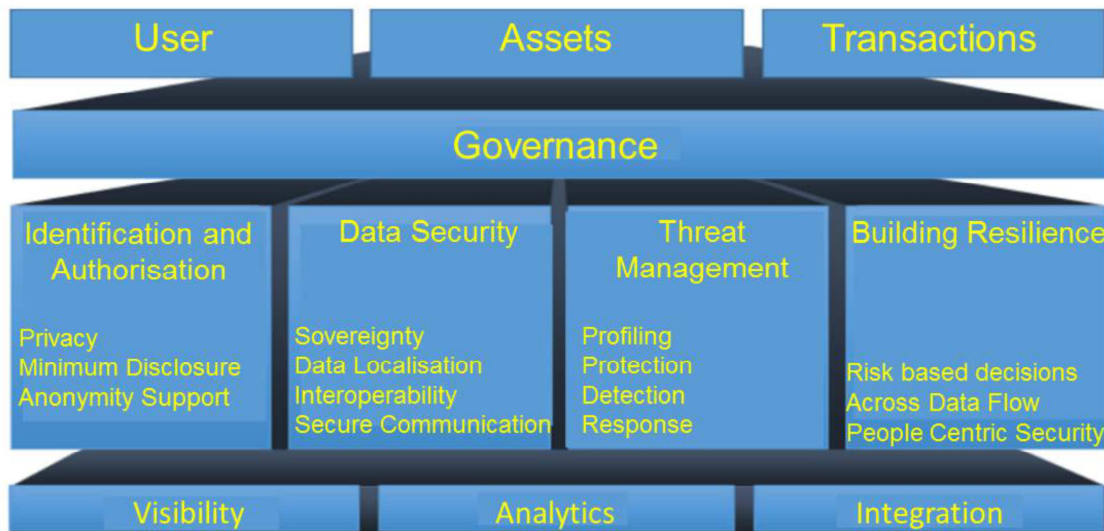 User
Assets
Transactions
Governance
Identification and
Authorisation
Privacy
Minimum Disclosure
Anonymity Support
Data Security
Sovereignty
Data Localisation
Interoperability
Secure Communication
Threat
Management
Profiling
Protection
Detection
Response
Building Resilience
Risk based decisions
Across Data Flow
People Centric Security
Visibility
Analytics
Integration